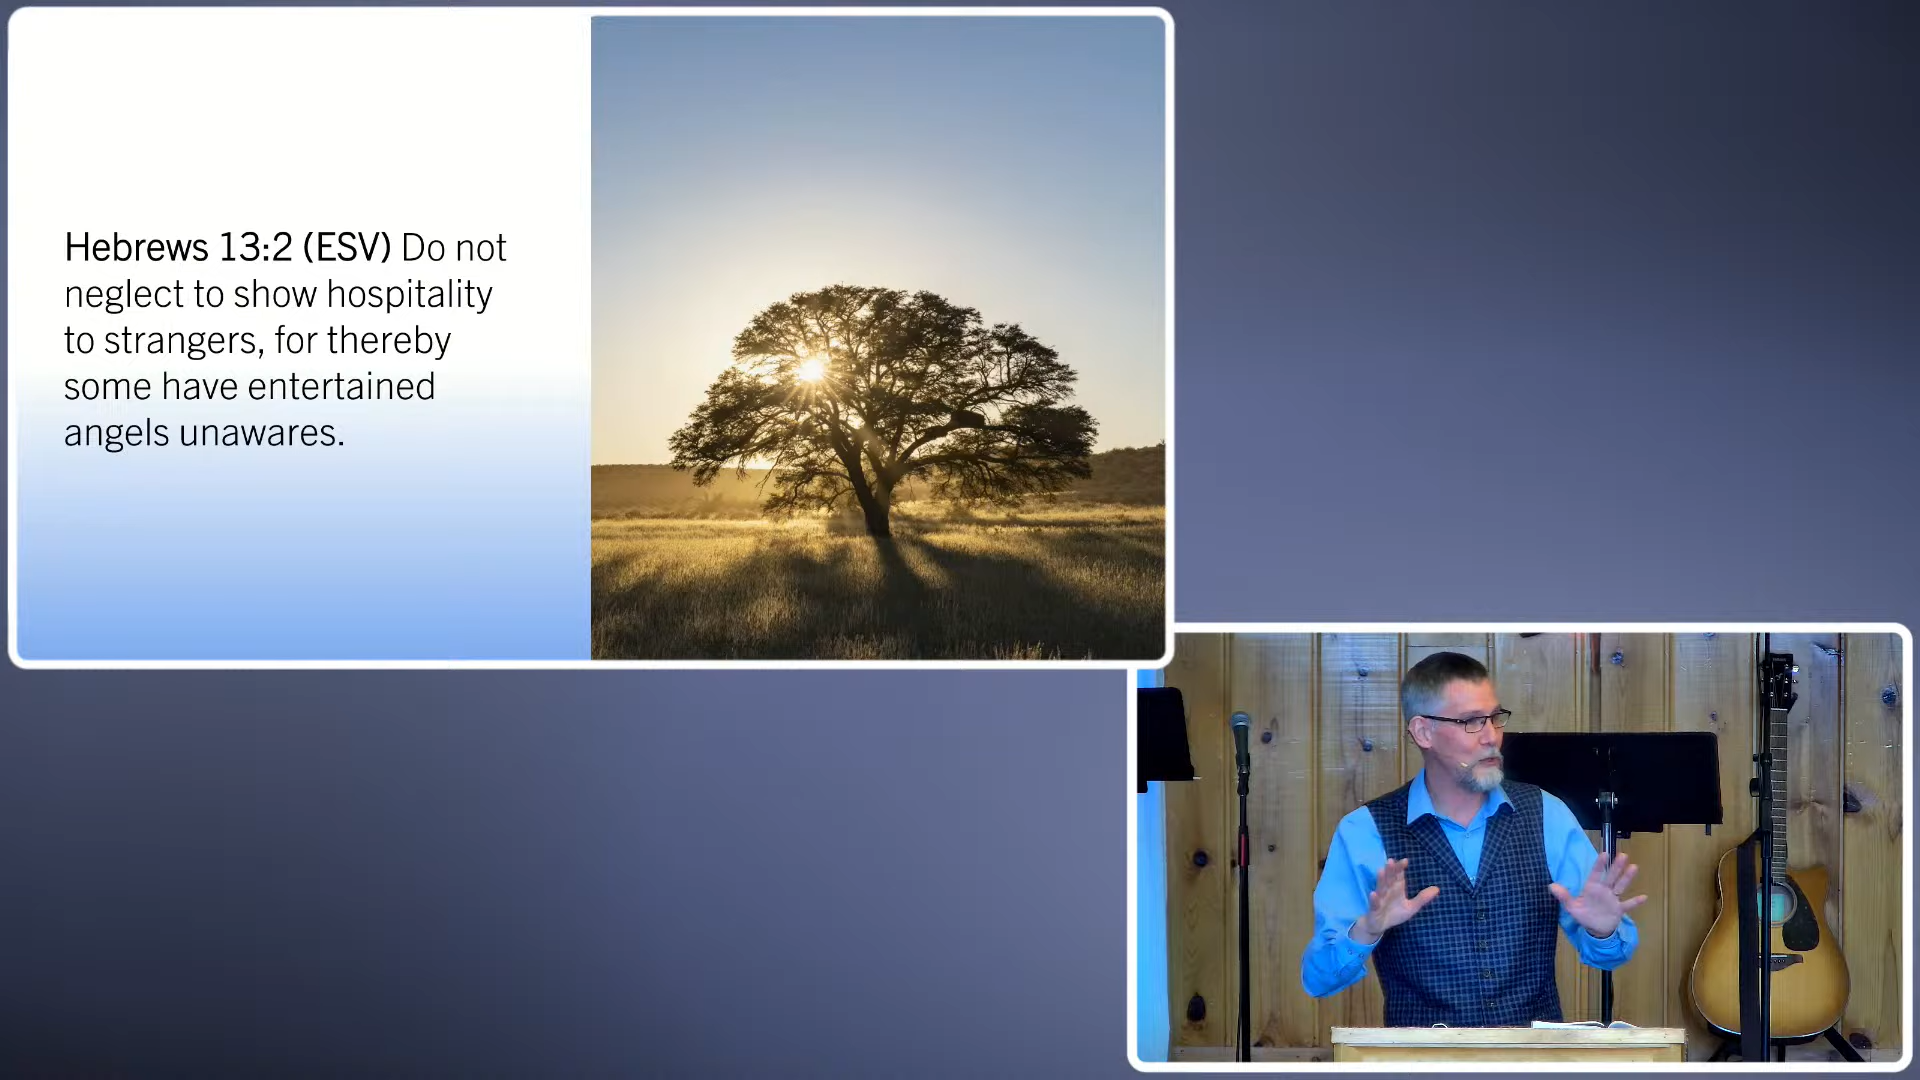 Hebrews 13:2 (ESV) Do not
neglect to show hospitality
to strangers, for thereby
some have entertained
angels unawares.